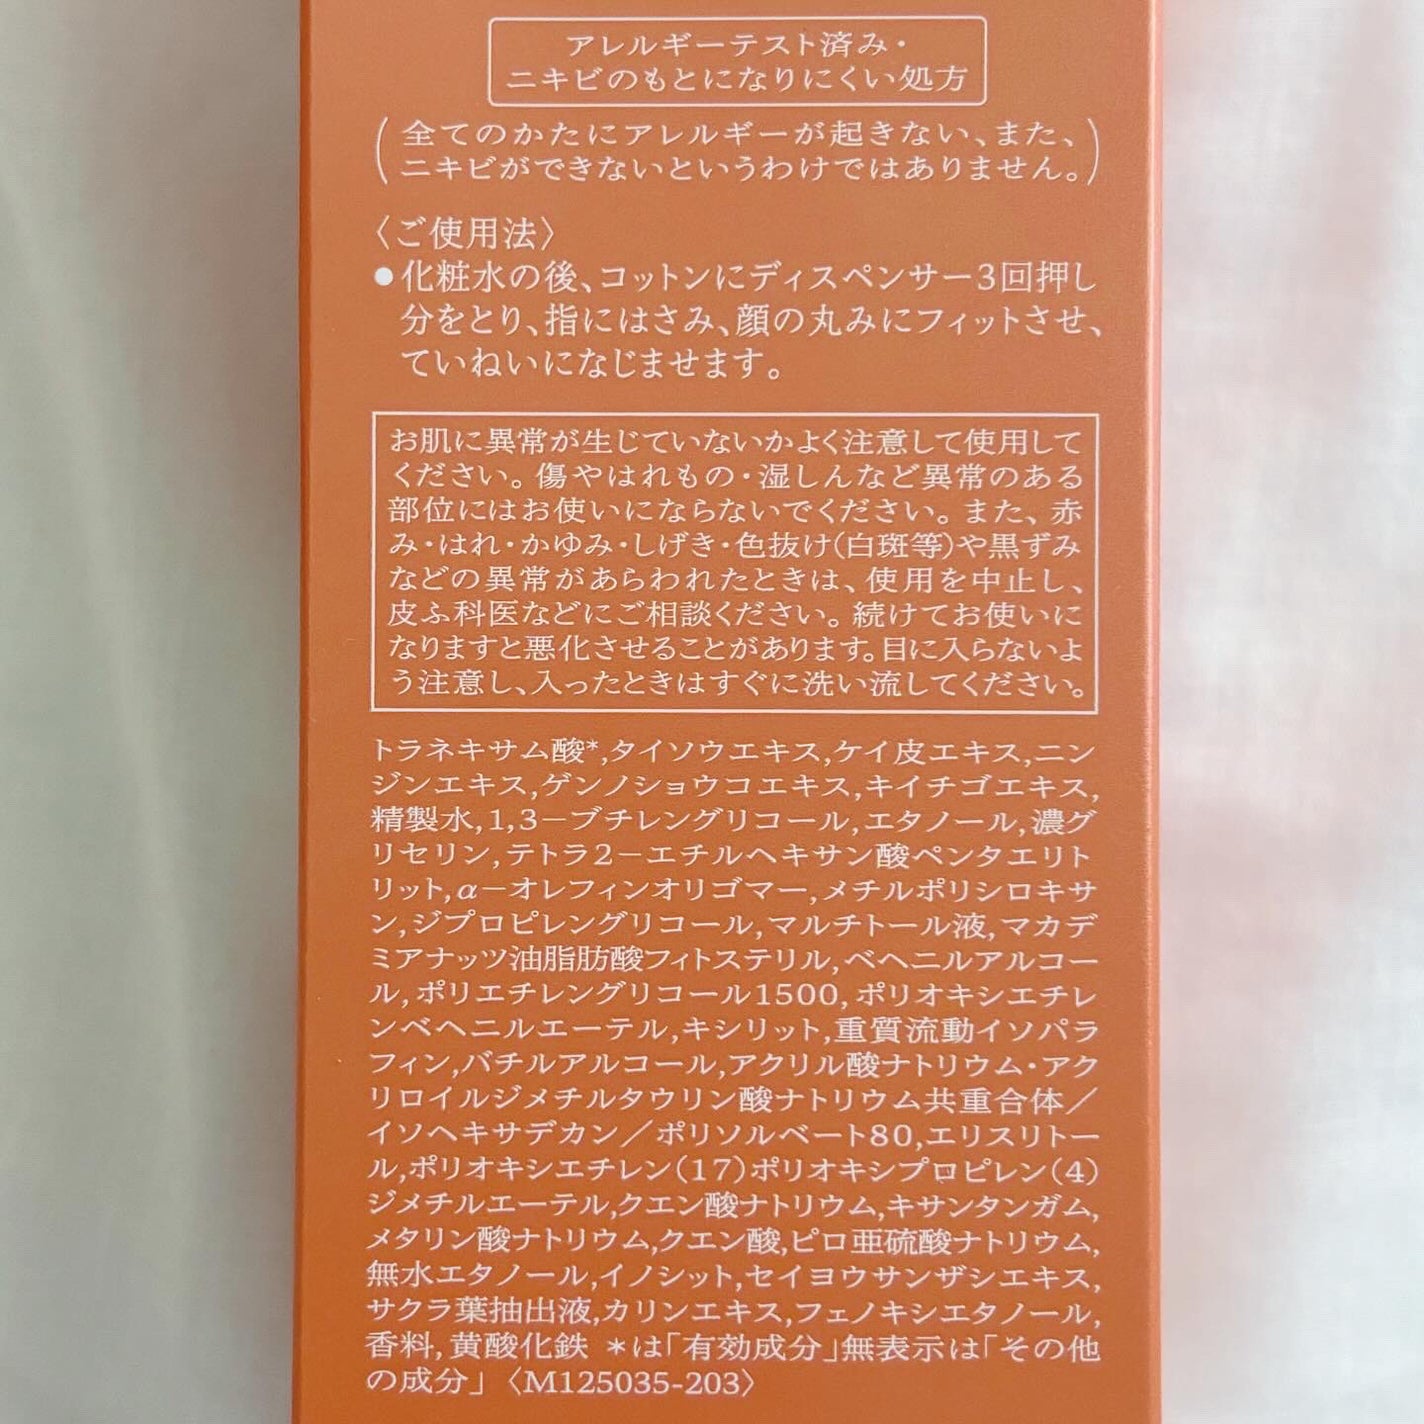 アレルギーテスト済み・
ニキビのもとになりにくい処方
(全てのかたにアレルギーが起きない、また、
ニキビができないというわけではありません。)
〈ご使用法〉
●化粧水の後、コットンにディスペンサー3回押し
分をとり、指にはさみ、顔の丸みにフィットさせ、
ていねいになじませます。
お肌に異常が生じていないかよく注意して使用して
ください。傷やはれもの・湿しんなど異常のある
部位にはお使いにならないでください。また、赤
み・はれ・かゆみ・しげき・色抜け(白斑等)や黒ずみ
などの異常があらわれたときは、使用を中止し、
皮ふ科医などにご相談ください。続けてお使いに
なりますと悪化させることがあります。目に入らないよ
う注意し、入ったときはすぐに洗い流してください。
トラネキサム酸*,タイソウエキス,ケイ皮エキス,ニン
ジンエキス,ゲンノショウコエキス,キイチゴエキス,
精製水,1,3－ブチレングリコール,エタノール,濃グ
リセリン,テトラ2－エチルヘキサン酸ペンタエリト
リット,α－オレフィンオリゴマー,メチルポリシロキサ
ン,ジプロピレングリコール,マルチトール液,マカデ
ミアナッツ油脂肪酸フィトステリル,ベヘニルアルコー
ル,ポリエチレングリコール1500,ポリオキシエチレ
ンベヘニルエーテル,キシリット,重質流動イソパラ
フィン,バチルアルコール,アクリル酸ナトリウム・アク
リロイルジメチルタウリン酸ナトリウム共重合体／
イソヘキサデカン／ポリソルベート80,エリスリトー
ル,ポリオキシエチレン(17)ポリオキシプロピレン(4)
ジメチルエーテル,クエン酸ナトリウム,キサンタンガム,
メタリン酸ナトリウム,クエン酸,ピロ亜硫酸ナトリウム,
無水エタノール,イノシット,セイヨウサンザシエキス,
サクラ葉抽出液,カリンエキス,フェノキシエタノール,
香料,黄酸化鉄 *は「有効成分」無表示は「その他
の成分」〈M125035-203〉